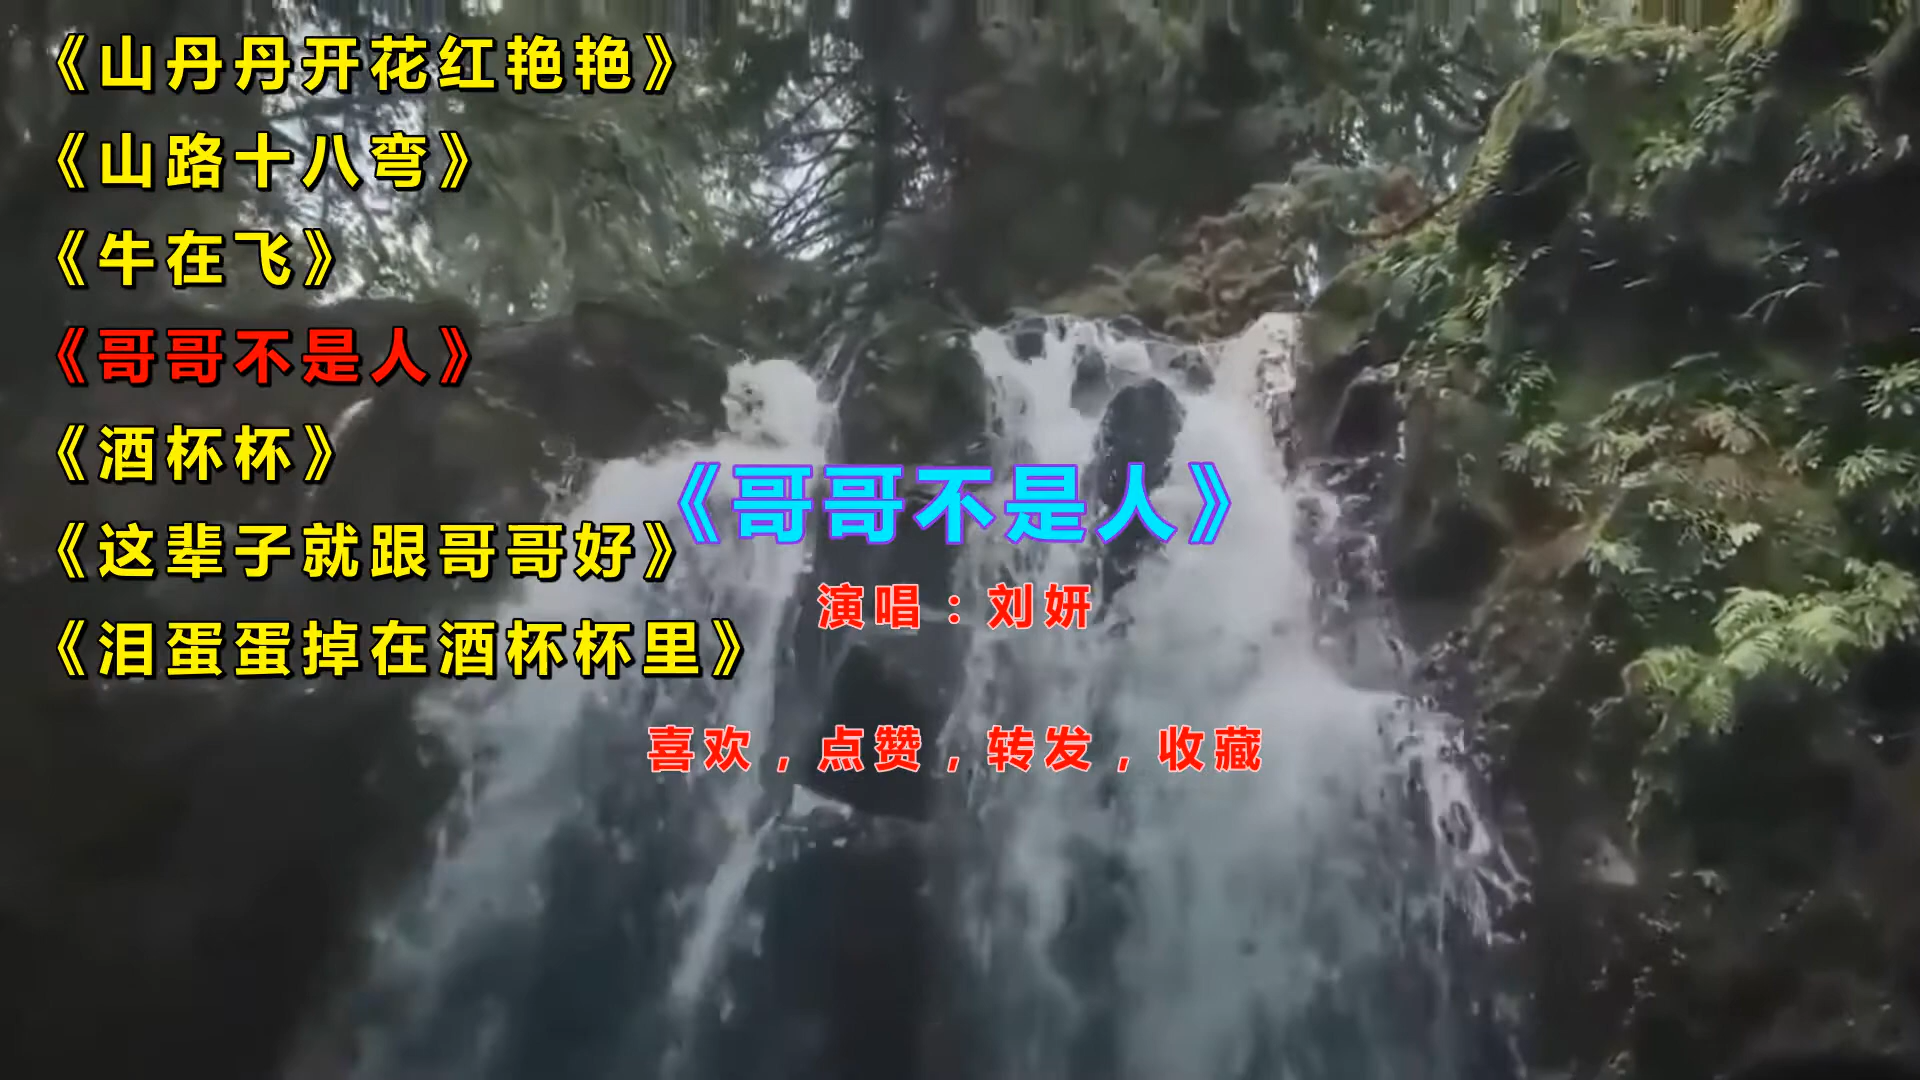 《山丹丹开花红艳艳》
《山路十八弯》
《牛在飞》
《哥哥不是人》
《酒杯杯》
《这辈子就跟哥哥好》
《泪蛋蛋掉在酒杯杯里》
《哥哥不是人》
演唱：刘妍
喜欢，点赞，转发，收藏